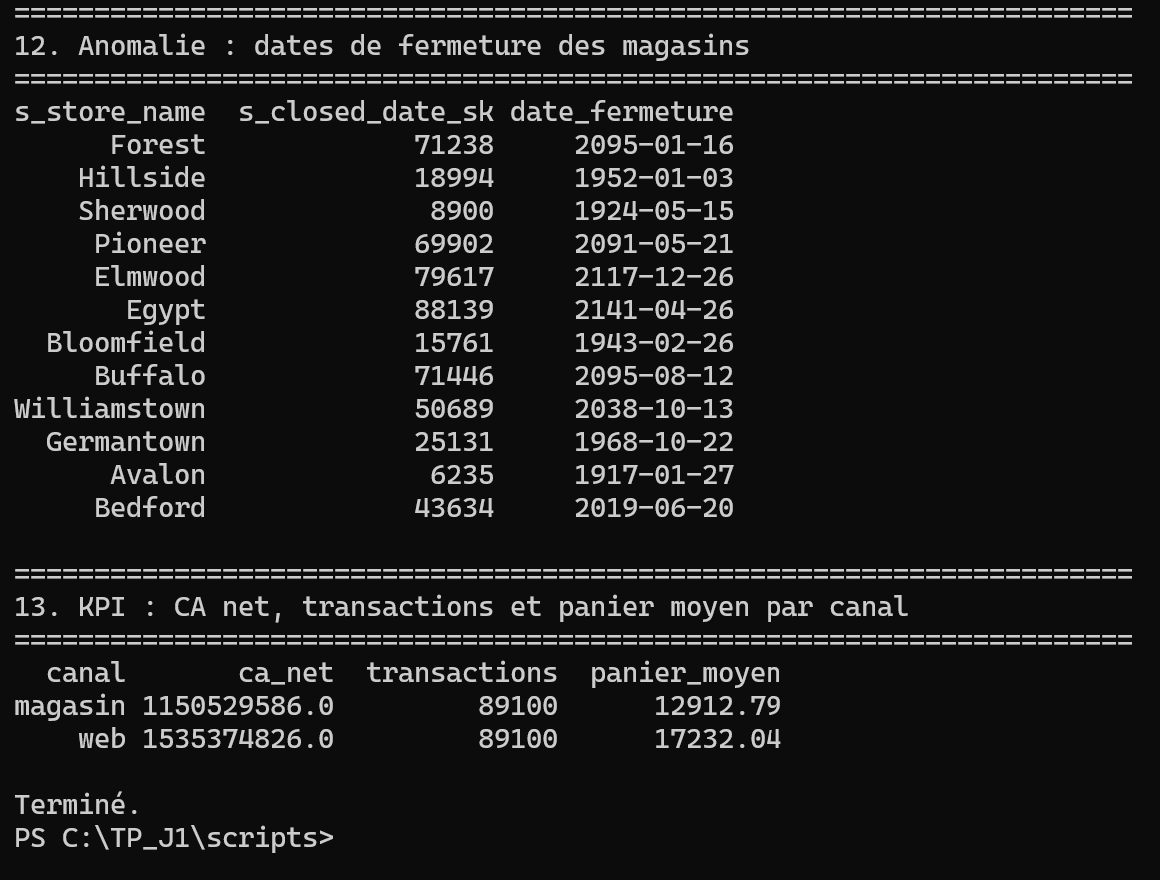 ======================================================================
12. Anomalie : dates de fermeture des magasins
======================================================================
s_store_name  s_closed_date_sk date_fermeture
      Forest             71238     2095-01-16
    Hillside             18994     1952-01-03
    Sherwood              8900     1924-05-15
     Pioneer             69902     2091-05-21
     Elmwood             79617     2117-12-26
       Egypt             88139     2141-04-26
  Bloomfield             15761     1943-02-26
     Buffalo             71446     2095-08-12
Williamstown             50689     2038-10-13
  Germantown             25131     1968-10-22
      Avalon              6235     1917-01-27
     Bedford             43634     2019-06-20
======================================================================
13. KPI : CA net, transactions et panier moyen par canal
======================================================================
  canal       ca_net  transactions  panier_moyen
magasin 1150529586.0         89100      12912.79
    web 1535374826.0         89100      17232.04
Terminé.
PS C:\TP_J1\scripts>